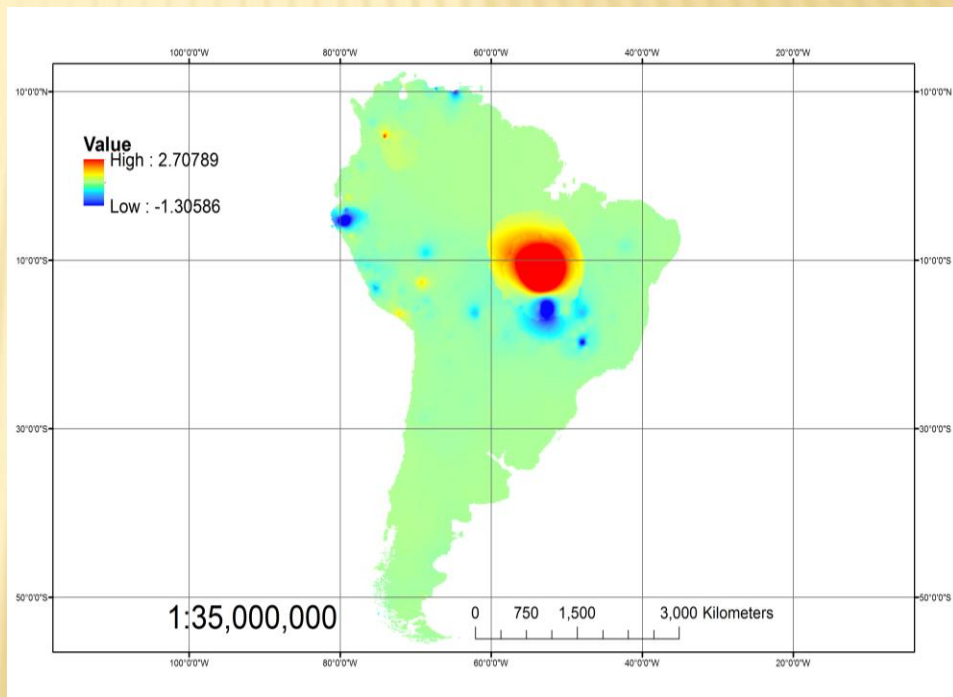 100°0'0"W 80°0'0"W 60°0'0"W 40°0'0"W 20°0'0"W
10°0'0"N 10°0'0"N
Value
High : 2.70789
Low : -1.30586
10°0'0"S 10°0'0"S
30°0'0"S 30°0'0"S
50°0'0"S 50°0'0"S
1:35,000,000
0 750 1,500 3,000 Kilometers
100°0'0"W 80°0'0"W 60°0'0"W 40°0'0"W 20°0'0"W